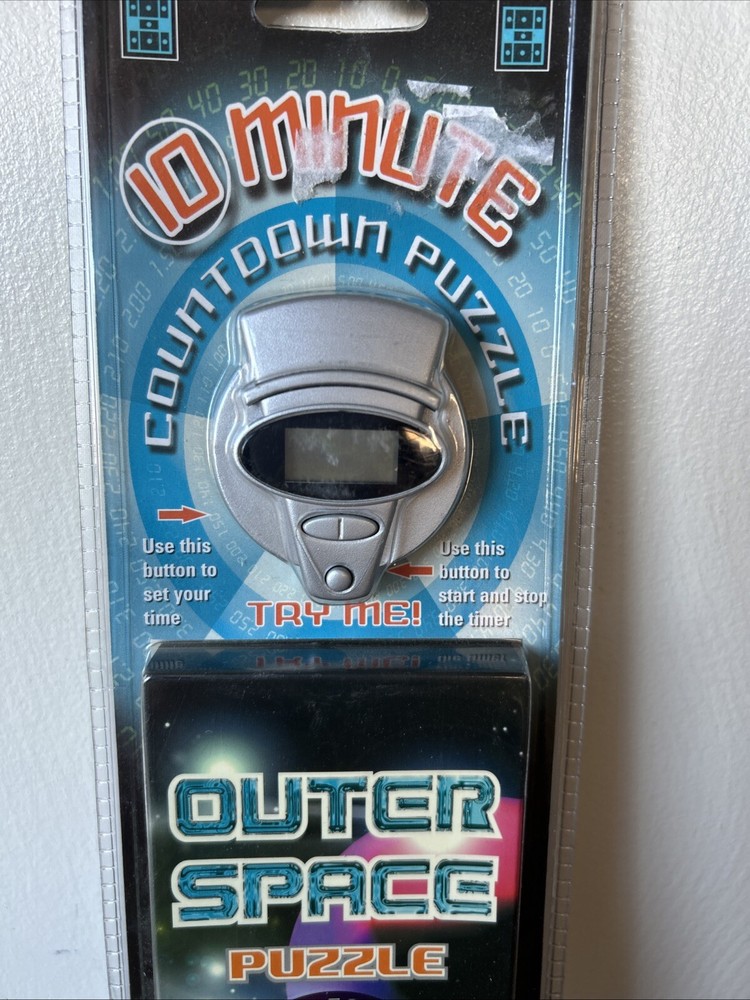 10 MINUTE
COUNTDOWN PUZZLE
Use this
button to
set your
time
Use this
button to
start and stop
the timer
TRY ME!
OUTER
SPACE
PUZZLE